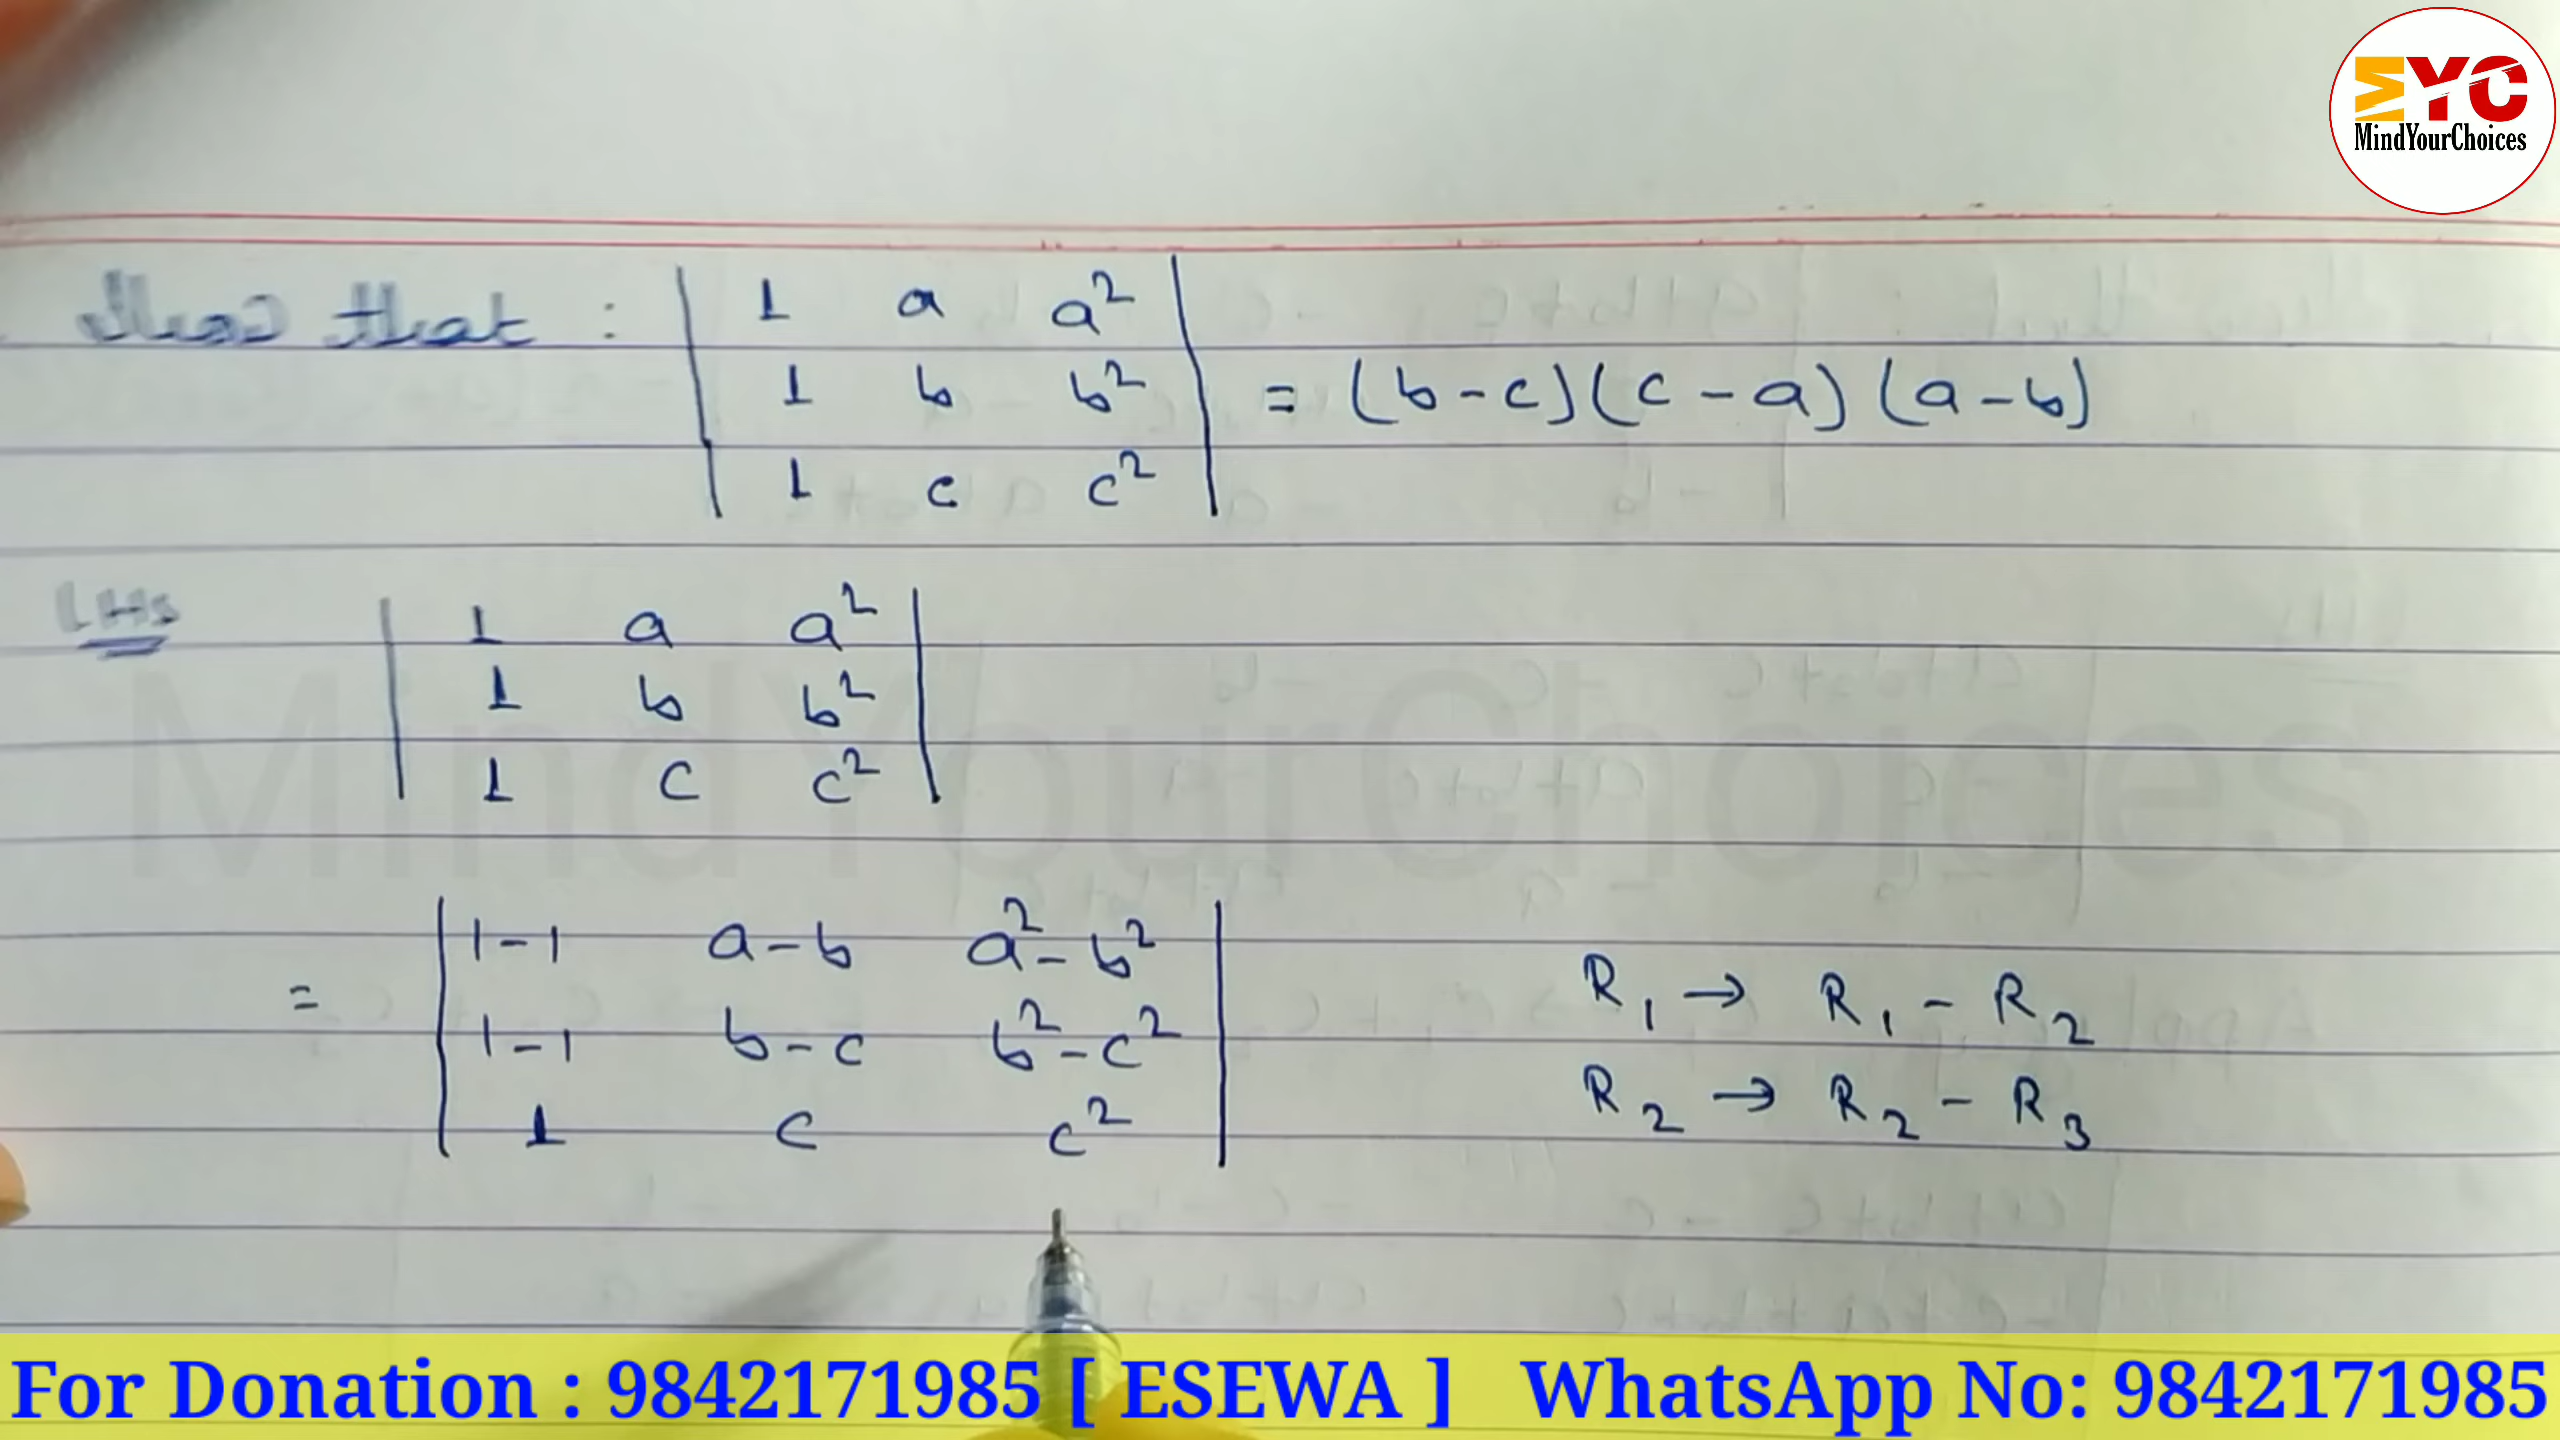 MYC
MindYourChoices
that :
| 1 a a² |
| 1 b b² | = (b-c)(c-a)(a-b)
| 1 c c² |
LHS
| 1 a a² |
| 1 b b² |
| 1 c c² |
MindYourChoices
| 1-1 a-b a²-b² |
= | 1-1 b-c b²-c² | R₁ → R₁ - R₂
| 1 c c² | R₂ → R₂ - R₃
For Donation : 9842171985 [ ESEWA ] WhatsApp No: 9842171985